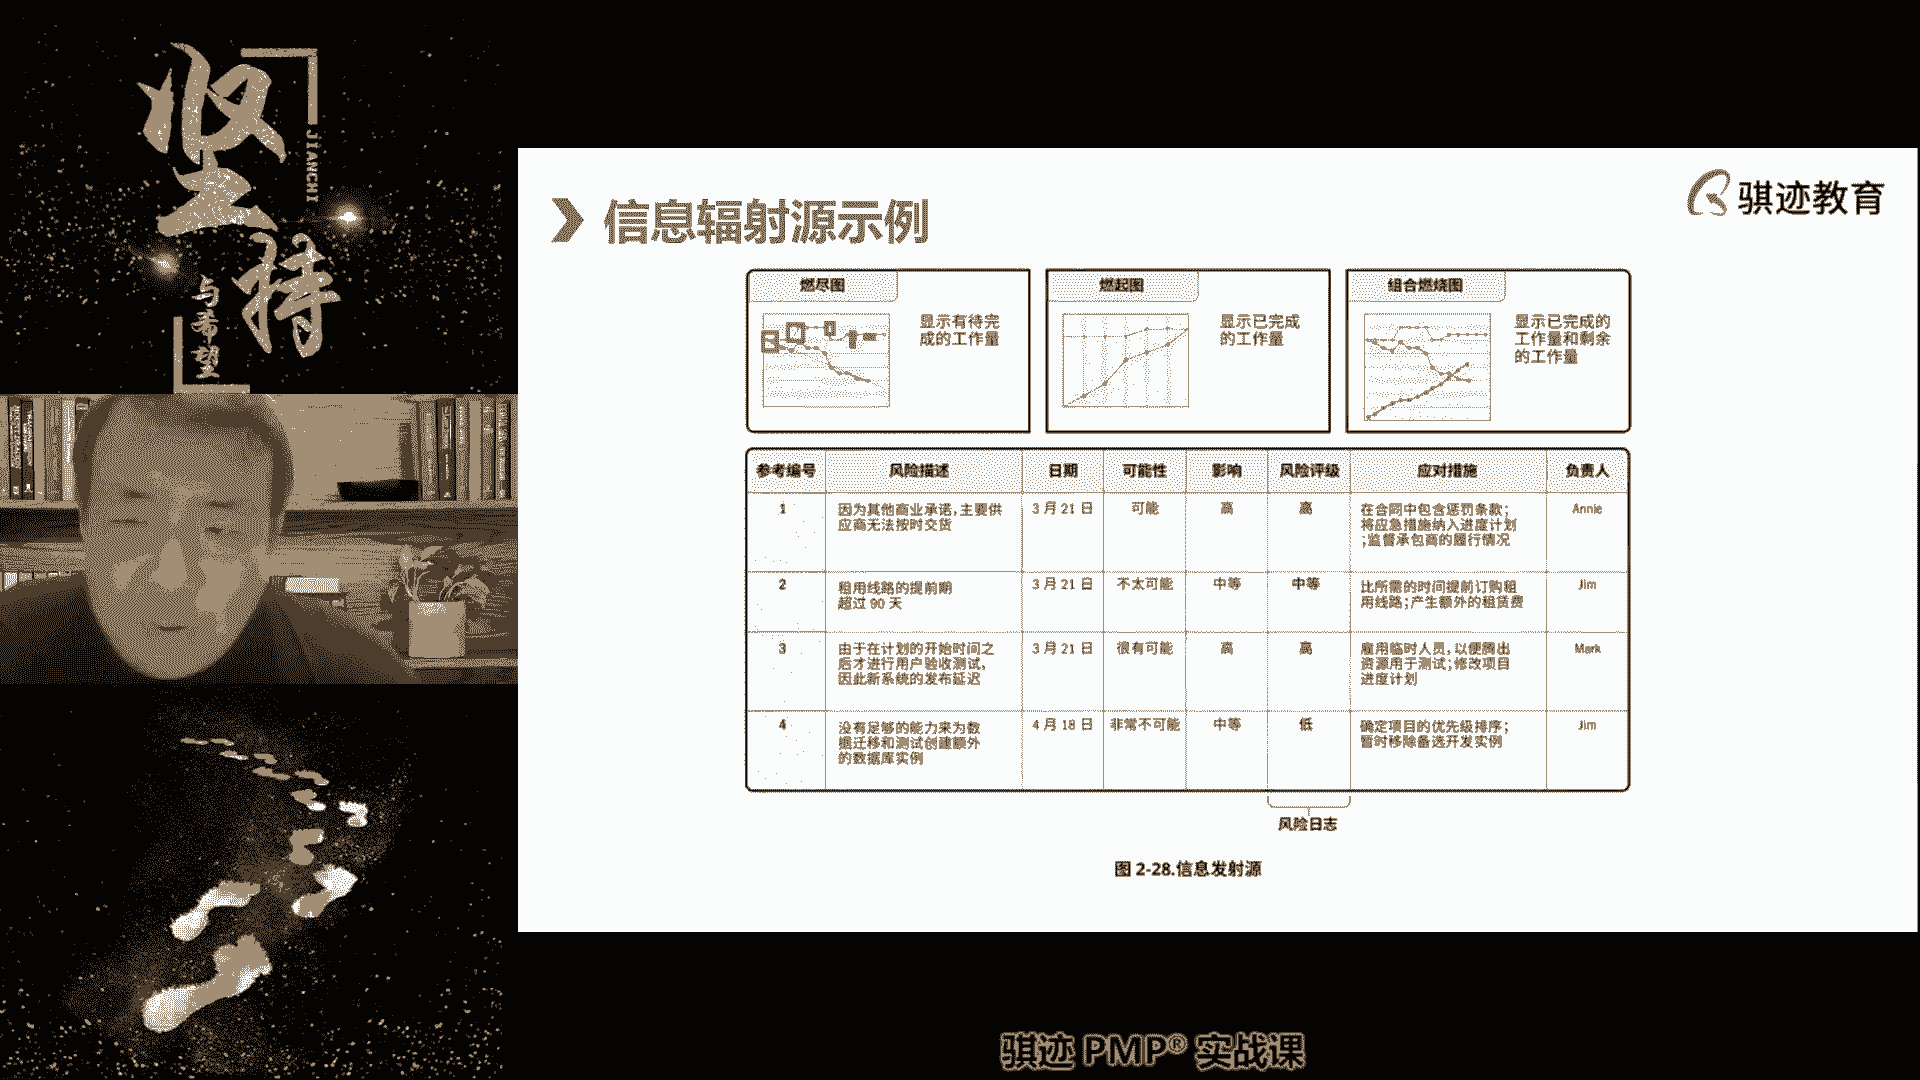 坚持
JIANCHI
与希望
信息辐射源示例
骐迹教育
燃尽图
显示有待完
成的工作量
燃起图
显示已完成
的工作量
组合燃烧图
显示已完成的
工作量和剩余
的工作量
参考编号 风险描述 日期 可能性 影响 风险评级 应对措施 负责人
1 因为其他商业承诺,主要供 3 月 21 日 可能 高 高 在合同中包含惩罚条款; Annie
应商无法按时交货 将应急措施纳入进度计划
;监督承包商的履行情况
2 租用线路的提前期 3 月 21 日 不太可能 中等 中等 比所需的时间提前订购租 Jim
超过 90 天 用线路;产生额外的租赁费
3 由于在计划的开始时间之 3 月 21 日 很有可能 高 高 雇用临时人员,以便腾出 Mark
后才进行用户验收测试, 资源用于测试;修改项目
因此新系统的发布延迟 进度计划
4 没有足够的能力来为数 4 月 18 日 非常不可能 中等 低 确定项目的优先级排序; Jim
据迁移和测试创建额外 暂时移除备选开发实例
的数据库实例
风险日志
图 2-28.信息发射源
骐迹 PMP® 实战课